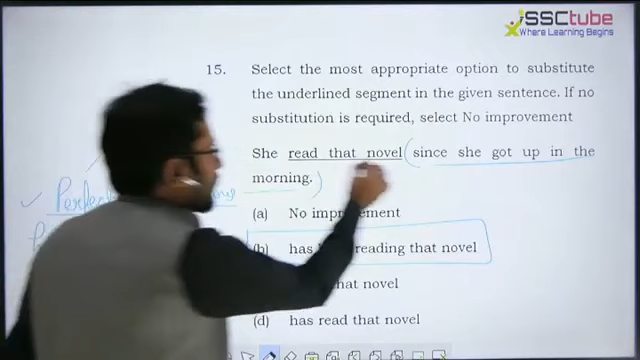 SSCtube
Where Learning Begins
15. Select the most appropriate option to substitute
the underlined segment in the given sentence. If no
substitution is required, select No improvement
She read that novel (since she got up in the
morning.)
(a) No improvement
(b) has reading that novel
that novel
(d) has read that novel